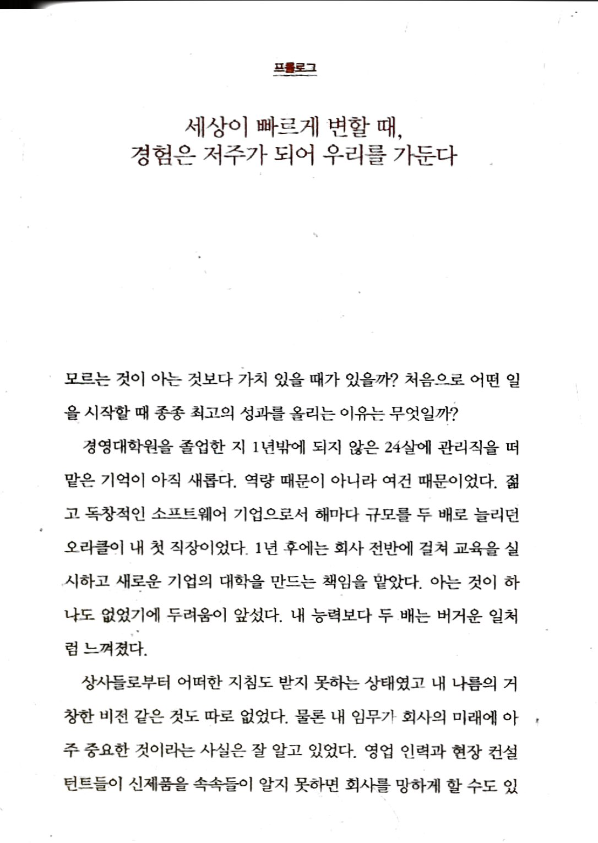 프롤로그
세상이 빠르게 변할 때,
경험은 저주가 되어 우리를 가둔다
모르는 것이 아는 것보다 가치 있을 때가 있을까? 처음으로 어떤 일
을 시작할 때 종종 최고의 성과를 올리는 이유는 무엇일까?
경영대학원을 졸업한 지 1년밖에 되지 않은 24살에 관리직을 떠
맡은 기억이 아직 새롭다. 역량 때문이 아니라 여건 때문이었다. 젊
고 독창적인 소프트웨어 기업으로서 해마다 규모를 두 배로 늘리던
오라클이 내 첫 직장이었다. 1년 후에는 회사 전반에 걸쳐 교육을 실
시하고 새로운 기업의 대학을 만드는 책임을 맡았다. 아는 것이 하
나도 없었기에 두려움이 앞섰다. 내 능력보다 두 배는 버거운 일처
럼 느껴졌다.
상사들로부터 어떠한 지침도 받지 못하는 상태였고 내 나름의 거
창한 비전 같은 것도 따로 없었다. 물론 내 임무가 회사의 미래에 아
주 중요한 것이라는 사실은 잘 알고 있었다. 영업 인력과 현장 컨설
턴트들이 신제품을 속속들이 알지 못하면 회사를 망하게 할 수도 있